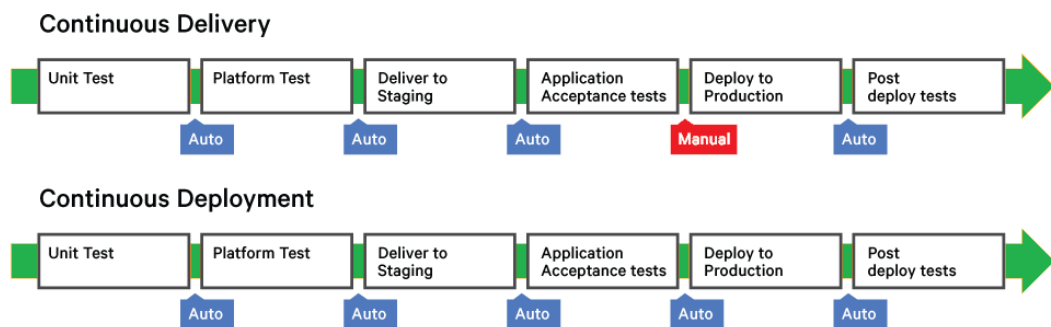 Continuous Delivery
Unit Test
Platform Test
Deliver to
Staging
Application
Acceptance tests
Deploy to
Production
Post
deploy tests
Auto
Auto
Auto
Manual
Auto
Continuous Deployment
Unit Test
Platform Test
Deliver to
Staging
Application
Acceptance tests
Deploy to
Production
Post
deploy tests
Auto
Auto
Auto
Auto
Auto